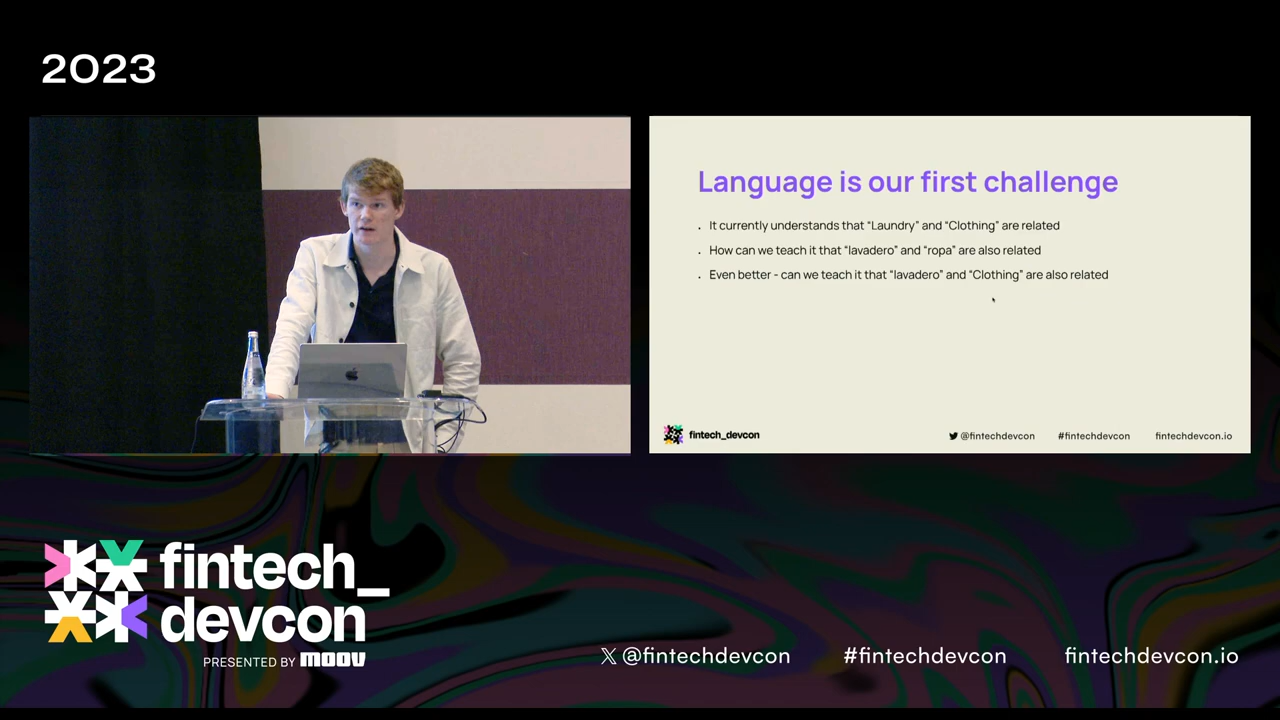 2023
Language is our first challenge
. It currently understands that “Laundry” and “Clothing” are related
. How can we teach it that “lavadero” and “ropa” are also related
. Even better - can we teach it that “lavadero” and “Clothing” are also related
fintech_devcon
@fintechdevcon #fintechdevcon fintechdevcon.io
fintech_
devcon
PRESENTED BY moov
X @fintechdevcon #fintechdevcon fintechdevcon.io